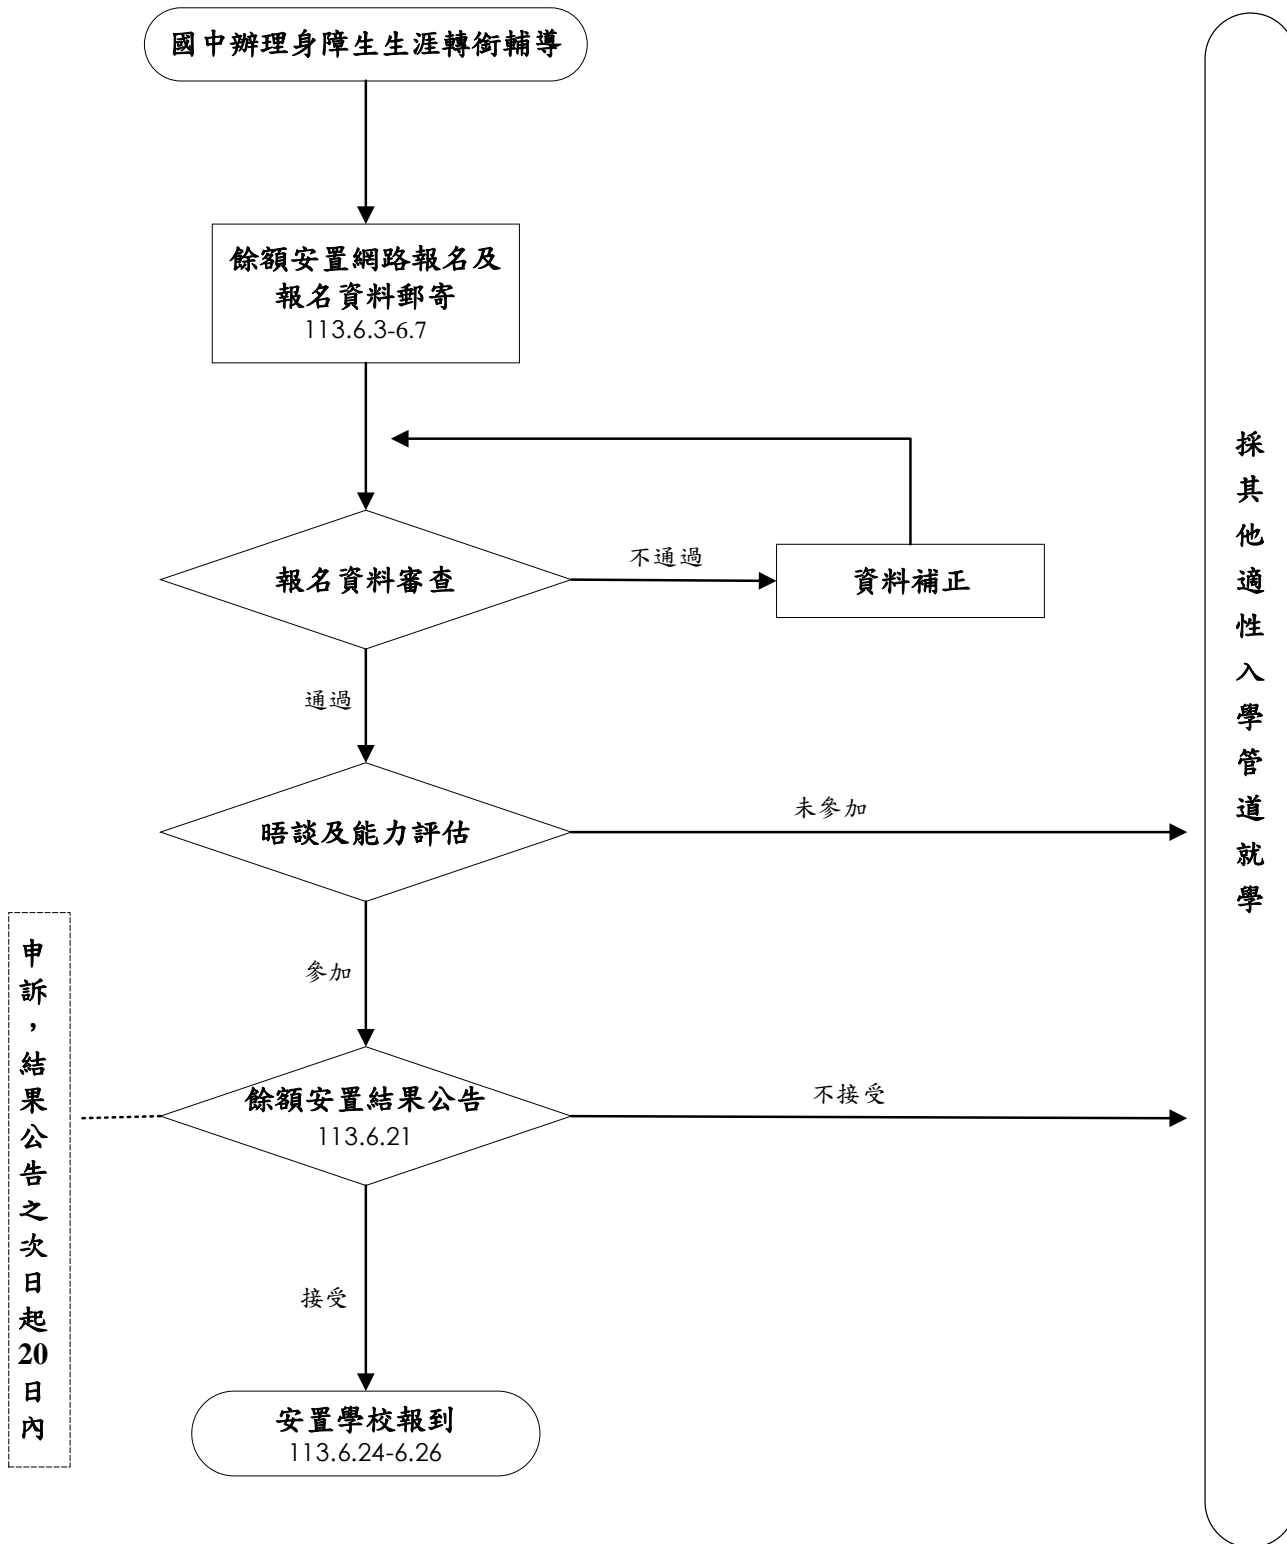 國中辦理身障生生涯轉銜輔導
餘額安置網路報名及
報名資料郵寄
113.6.3-6.7
報名資料審查
不通過
資料補正
通過
晤談及能力評估
未參加
參加
餘額安置結果公告
113.6.21
不接受
接受
安置學校報到
113.6.24-6.26
申訴，結果公告之次日起20日內
採其他適性入學管道就學